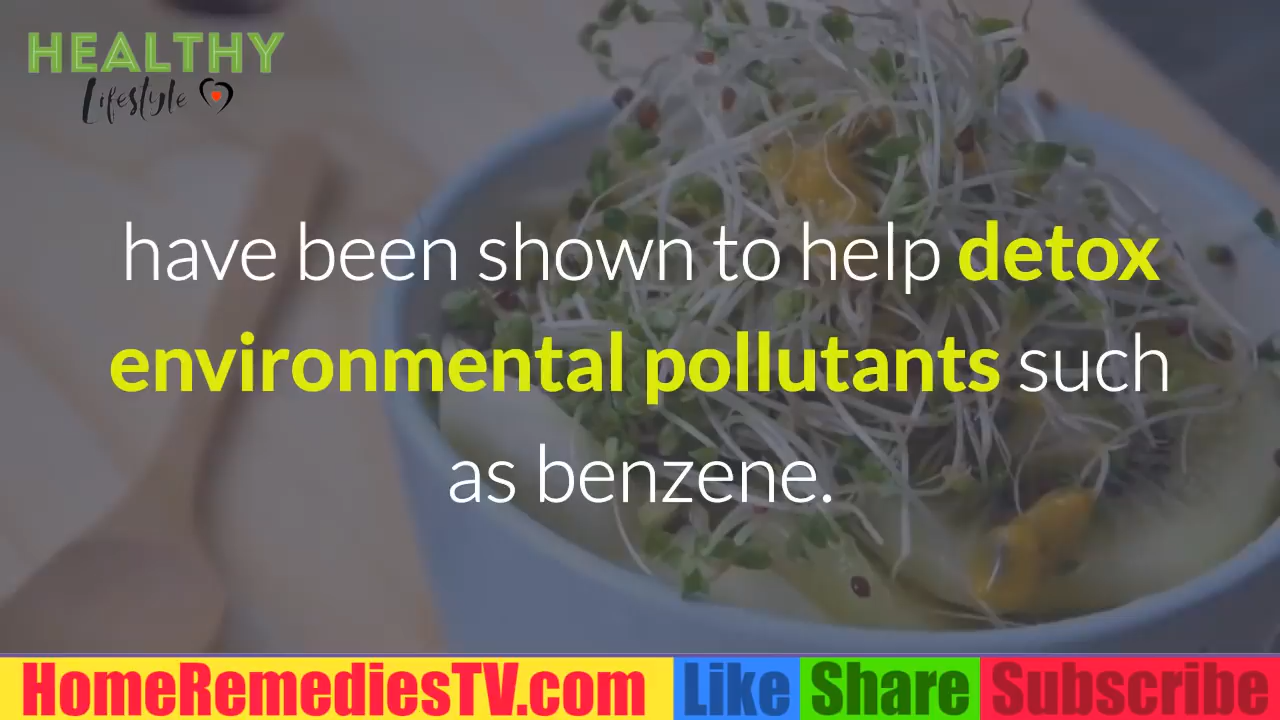 HEALTHY
Lifestyle
have been shown to help detox
environmental pollutants such
as benzene.
HomeRemediesTV.com Like Share Subscribe